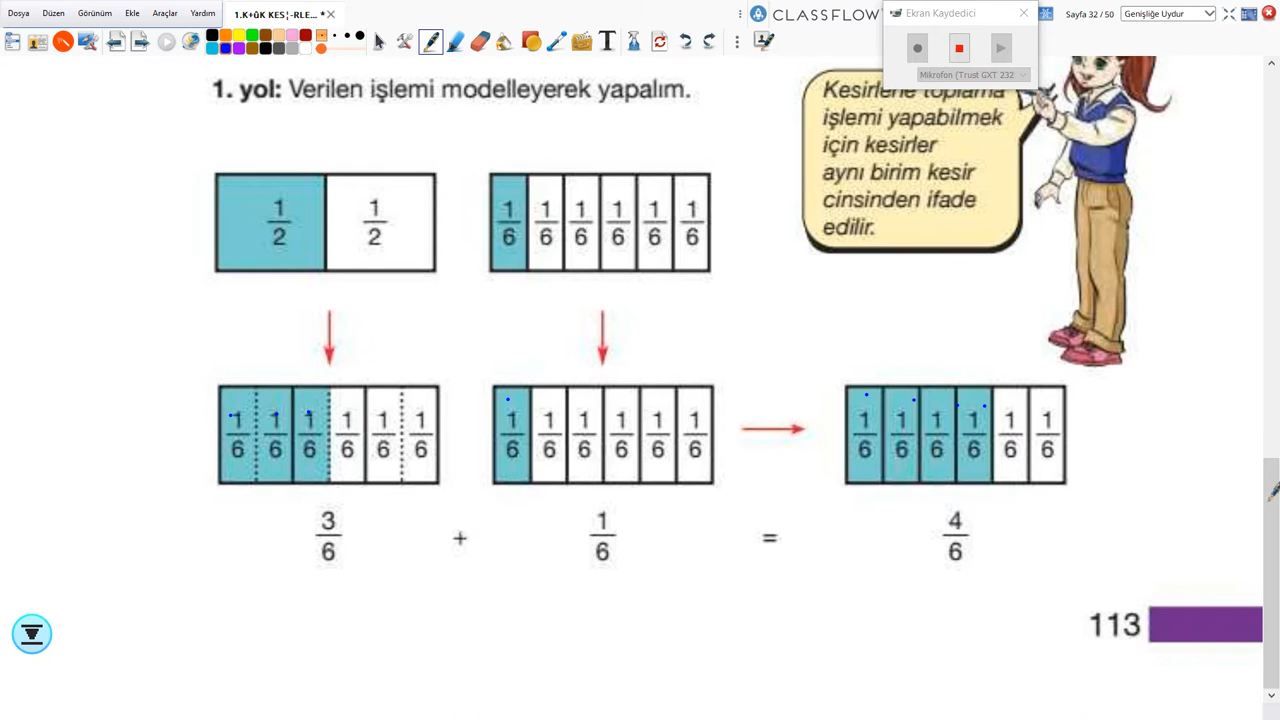 Dosya Düzen Görünüm Ekle Araçlar Yardım
1.K+ûK KES¦-RLE... *
CLASSFLOW
Ekran Kaydedici
Sayfa 32 / 50
Genişliğe Uydur
Mikrofon (Trust GXT 232
1. yol: Verilen işlemi modelleyerek yapalım.
Kesirlerle toplama
işlemi yapabilmek
için kesirler
aynı birim kesir
cinsinden ifade
edilir.
1/2 1/2
1/6 1/6 1/6 1/6 1/6 1/6
1/6 1/6 1/6 1/6 1/6 1/6
1/6 1/6 1/6 1/6 1/6 1/6
1/6 1/6 1/6 1/6 1/6 1/6
3/6 + 1/6 = 4/6
113